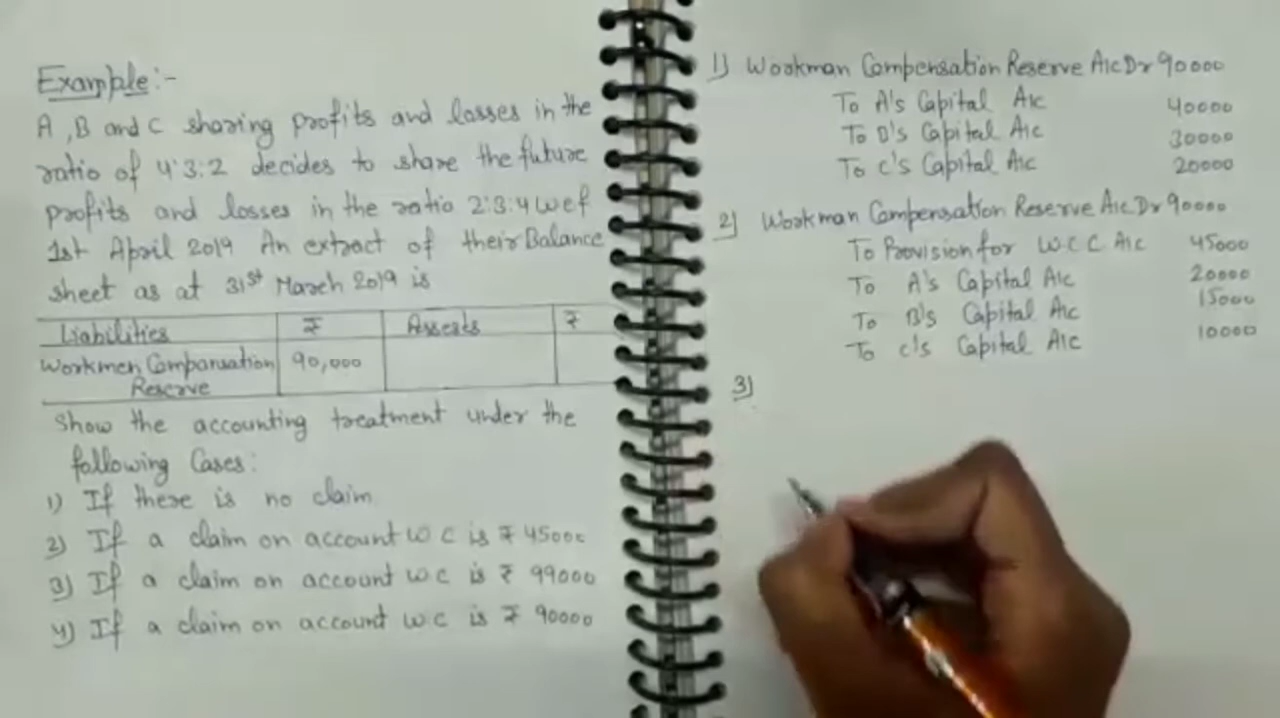 Example:-
A, B and C sharing profits and losses in the
ratio of 4:3:2 decides to share the future
profits and losses in the ratio 2:3:4 wef
1st April 2019 An extract of their Balance
sheet as at 31st March 2019 is
Liabilities ₹ Assests ₹
Workmen Compansation 90,000
Reserve
Show the accounting treatment under the
following Cases:
1) If there is no claim
2) If a claim on account w c is ₹ 45000
3) If a claim on account w.c is ₹ 99000
4) If a claim on account w.c is ₹ 90000
1) Workman Compensation Reserve A/c Dr 90000
To A's Capital A/c 40000
To B's Capital A/c 30000
To C's Capital A/c 20000
2) Workman Compensation Reserve A/c Dr 90000
To Provision for W.C.C A/c 45000
To A's Capital A/c 20000
To B's Capital A/c 15000
To C's Capital A/c 10000
3)